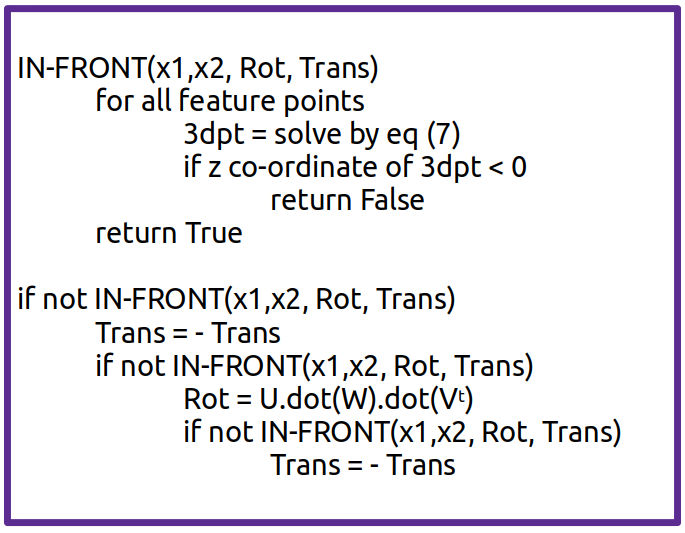 IN-FRONT(x1,x2, Rot, Trans)
for all feature points
3dpt = solve by eq (7)
if z co-ordinate of 3dpt < 0
return False
return True
if not IN-FRONT(x1,x2, Rot, Trans)
Trans = - Trans
if not IN-FRONT(x1,x2, Rot, Trans)
Rot = U.dot(W).dot(Vᵗ)
if not IN-FRONT(x1,x2, Rot, Trans)
Trans = - Trans